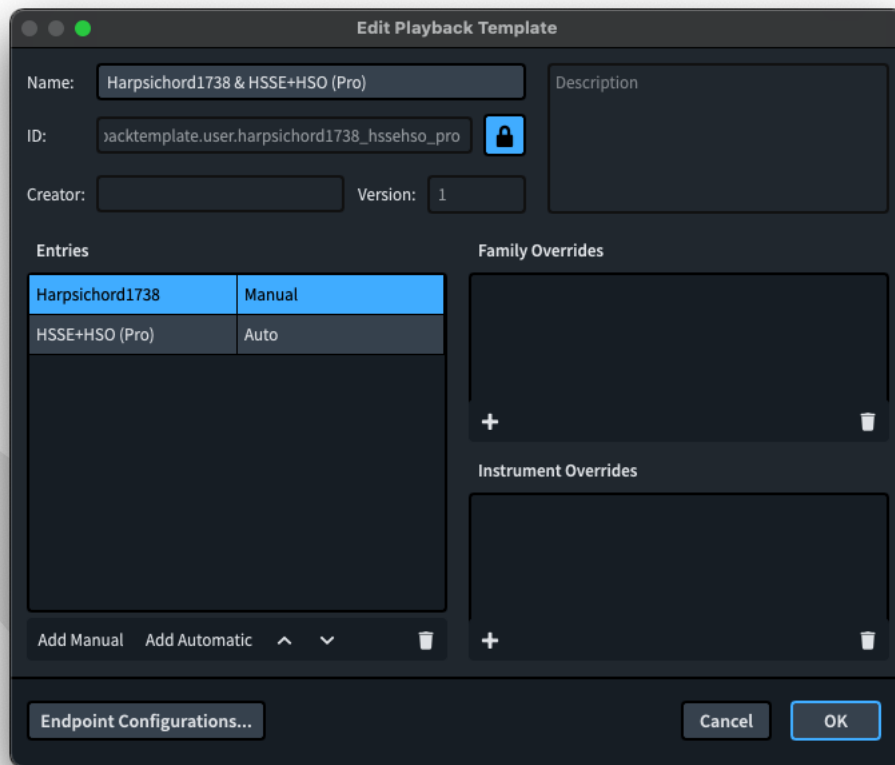 Edit Playback Template
Name: Harpsichord1738 & HSSE+HSO (Pro)
Description
ID: backtemplate.user.harpsichord1738_hssehso_pro
Creator: Version: 1
Entries
Harpsichord1738 Manual
HSSE+HSO (Pro) Auto
Add Manual Add Automatic
Family Overrides
+
Instrument Overrides
+
Endpoint Configurations...
Cancel OK